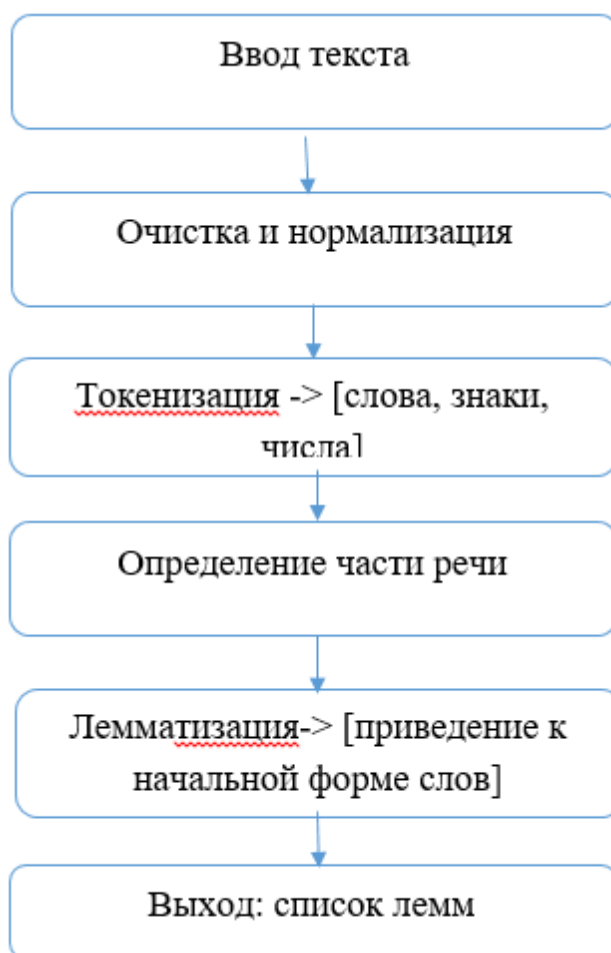 Ввод текста
Очистка и нормализация
Токенизация -> [слова, знаки,
числа]
Определение части речи
Лемматизация-> [приведение к
начальной форме слов]
Выход: список лемм